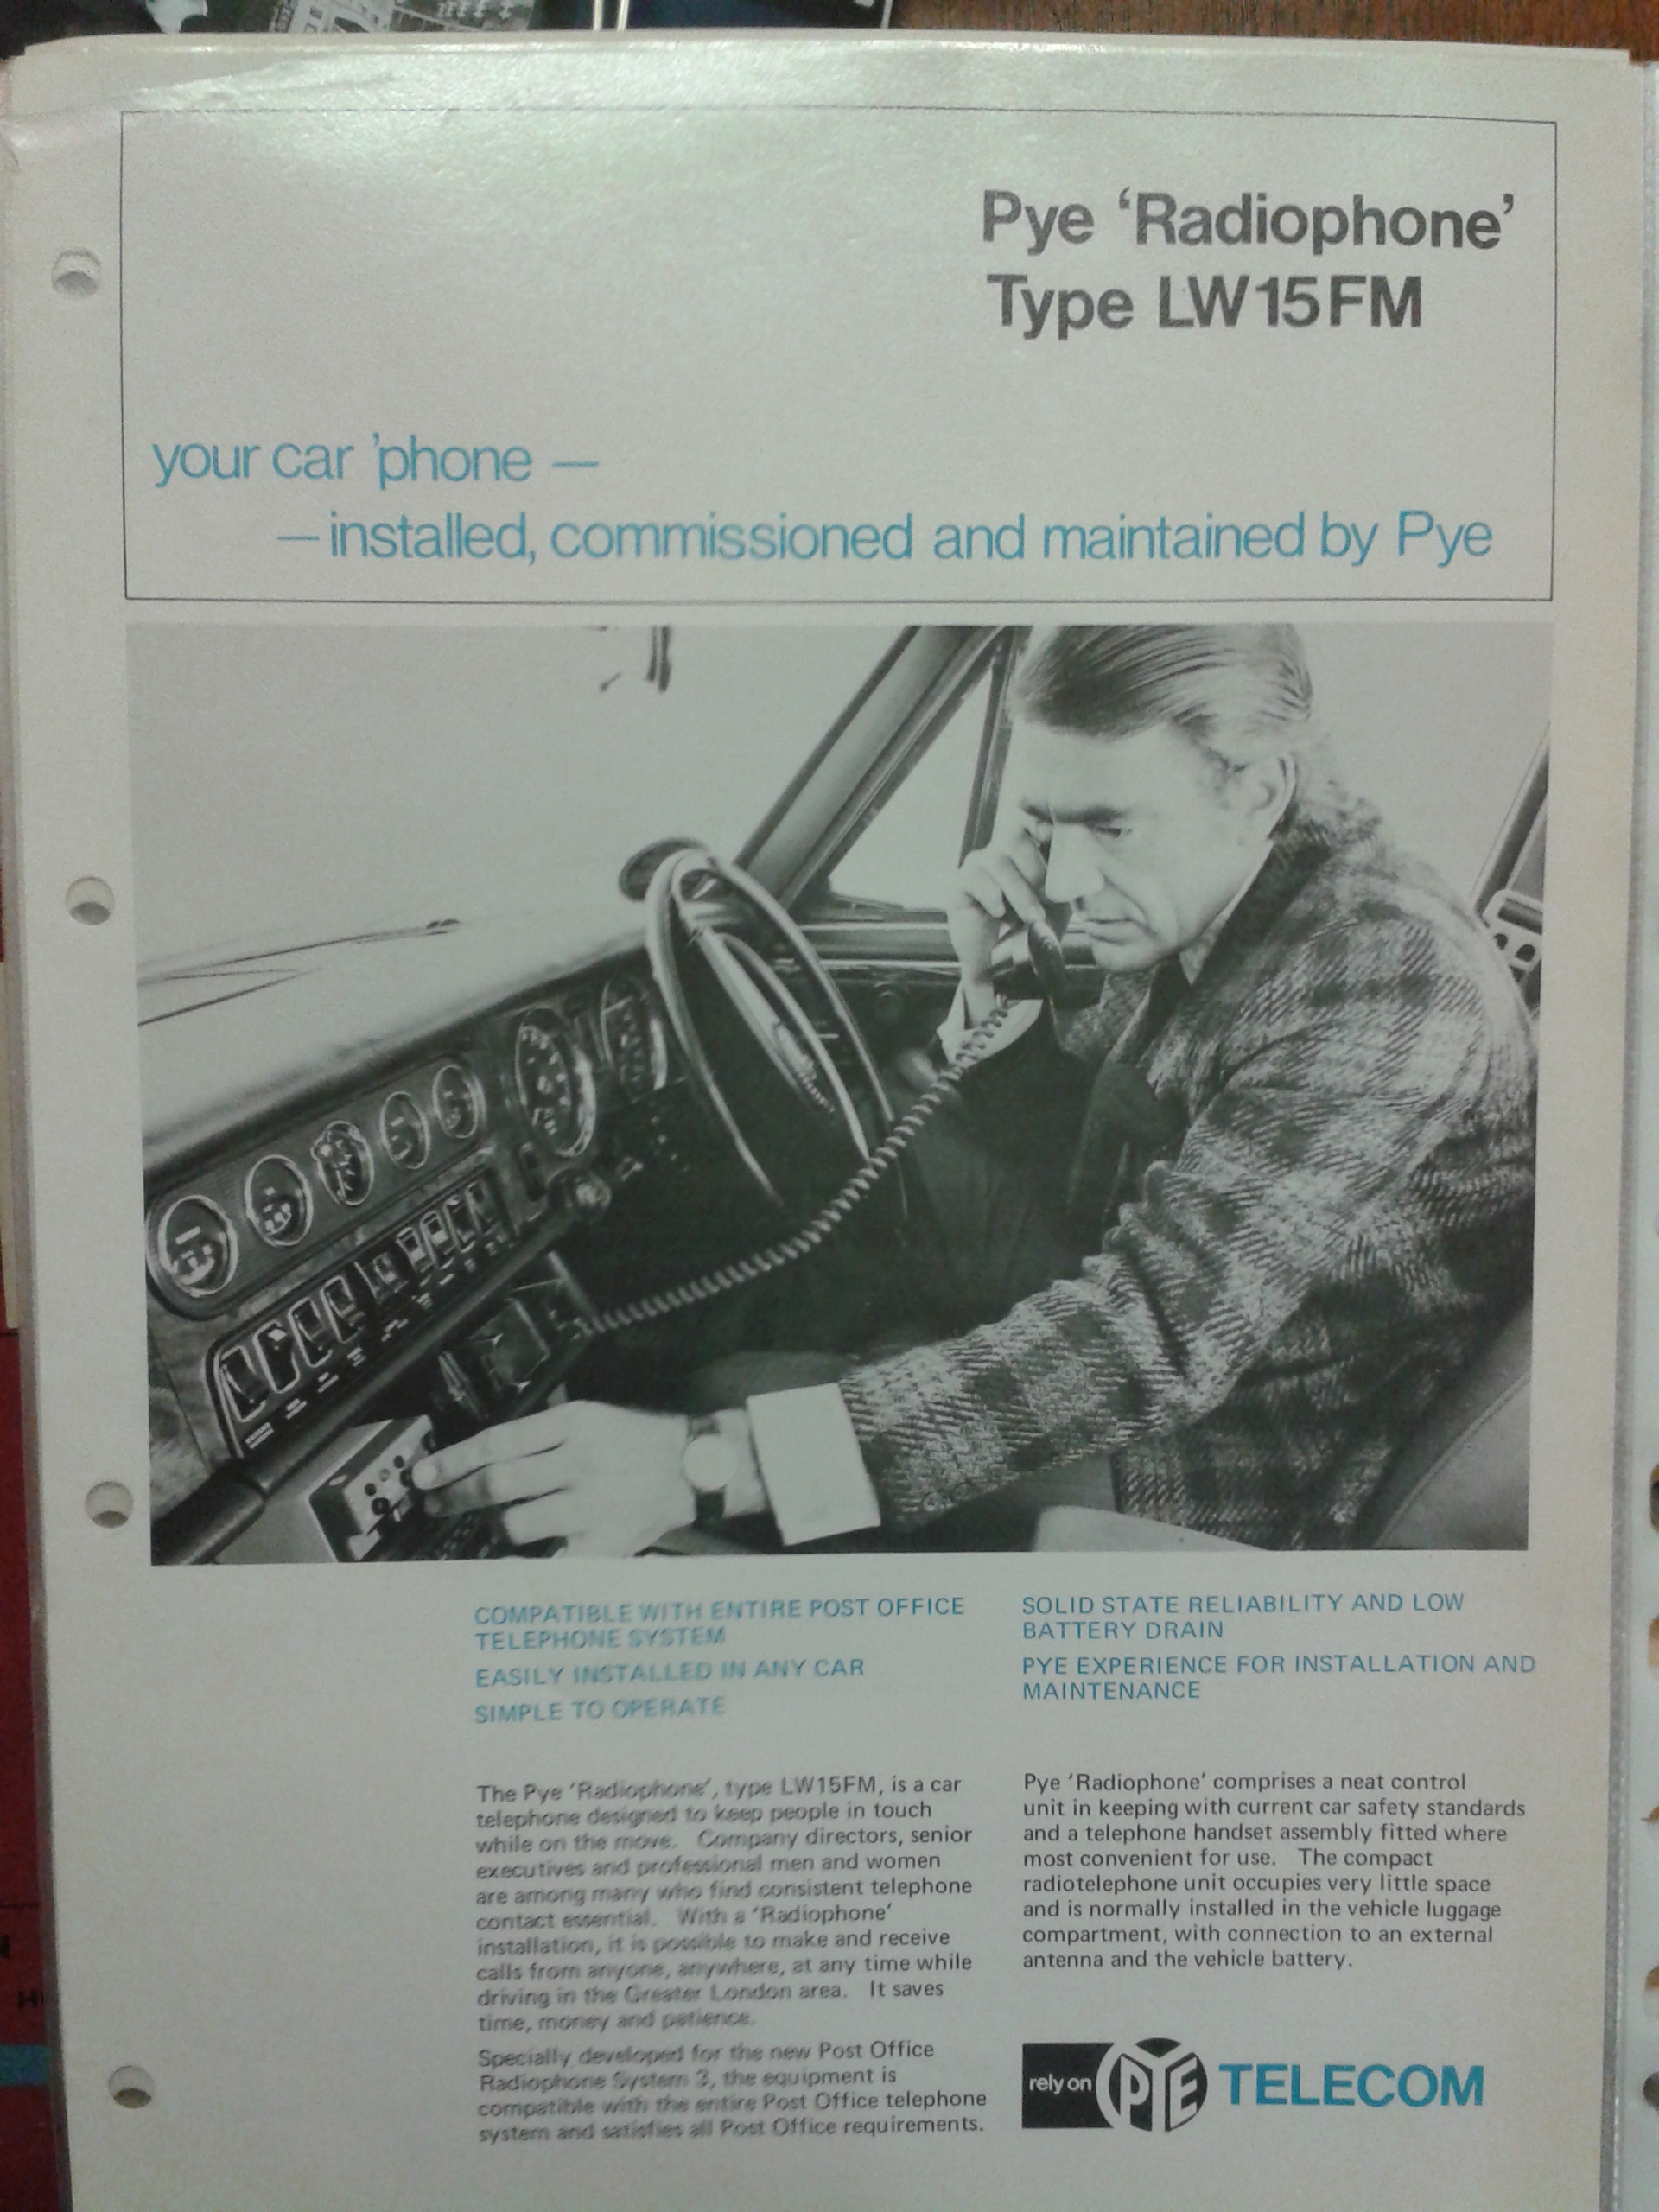 Pye ‘Radiophone’
Type LW15FM
your car ’phone —
— installed, commissioned and maintained by Pye
COMPATIBLE WITH ENTIRE POST OFFICE
TELEPHONE SYSTEM
EASILY INSTALLED IN ANY CAR
SIMPLE TO OPERATE
SOLID STATE RELIABILITY AND LOW
BATTERY DRAIN
PYE EXPERIENCE FOR INSTALLATION AND
MAINTENANCE
The Pye ‘Radiophone’, type LW15FM, is a car
telephone designed to keep people in touch
while on the move. Company directors, senior
executives and professional men and women
are among many who find consistent telephone
contact essential. With a ‘Radiophone’
installation, it is possible to make and receive
calls from anyone, anywhere, at any time while
driving in the Greater London area. It saves
time, money and patience.
Specially developed for the new Post Office
Radiophone System 3, the equipment is
compatible with the entire Post Office telephone
system and satisfies all Post Office requirements.
Pye ‘Radiophone’ comprises a neat control
unit in keeping with current car safety standards
and a telephone handset assembly fitted where
most convenient for use. The compact
radiotelephone unit occupies very little space
and is normally installed in the vehicle luggage
compartment, with connection to an external
antenna and the vehicle battery.
rely on PYE TELECOM